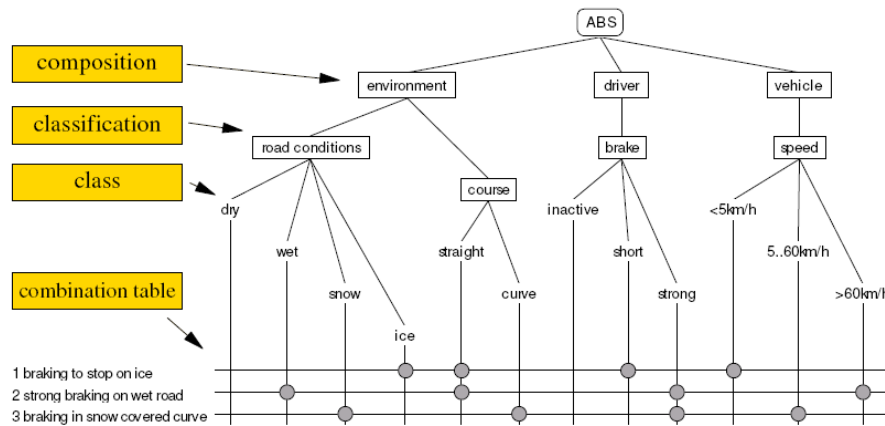 ABS
composition
environment
driver
vehicle
classification
road conditions
brake
speed
class
course
dry
inactive
<5km/h
wet
straight
short
5..60km/h
combination table
snow
curve
strong
>60km/h
ice
1 braking to stop on ice
2 strong braking on wet road
3 braking in snow covered curve